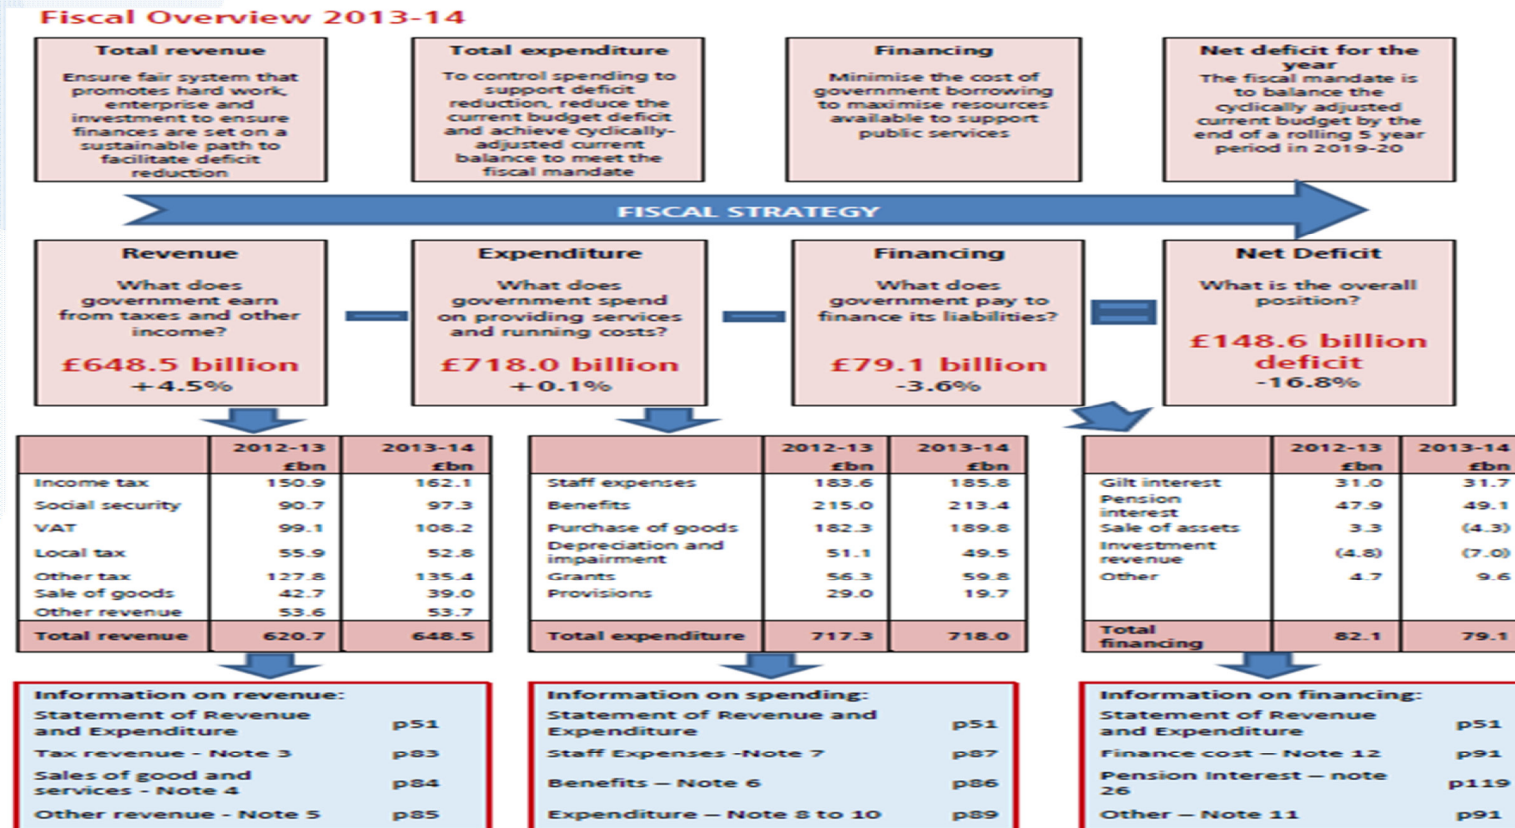 Fiscal Overview 2013-14
Total revenue
Ensure fair system that
promotes hard work,
enterprise and
investment to ensure
finances are set on a
sustainable path to
facilitate deficit
reduction
Total expenditure
To control spending to
support deficit
reduction, reduce the
current budget deficit
and achieve cyclically-
adjusted current
balance to meet the
fiscal mandate
Financing
Minimise the cost of
government borrowing
to maximise resources
available to support
public services
Net deficit for the
year
The fiscal mandate is
to balance the
cyclically adjusted
current budget by the
end of a rolling 5 year
period in 2019-20
FISCAL STRATEGY
Revenue
What does
government earn
from taxes and other
income?
£648.5 billion
+4.5%
Expenditure
What does
government spend
on providing services
and running costs?
£718.0 billion
+0.1%
Financing
What does
government pay to
finance its liabilities?
£79.1 billion
-3.6%
Net Deficit
What is the overall
position?
£148.6 billion
deficit
-16.8%
2012-13 2013-14
£bn £bn
Income tax 150.9 162.1
Social security 90.7 97.3
VAT 99.1 108.2
Local tax 55.9 52.8
Other tax 127.8 135.4
Sale of goods 42.7 39.0
Other revenue 53.6 53.7
Total revenue 620.7 648.5
2012-13 2013-14
£bn £bn
Staff expenses 183.6 185.8
Benefits 215.0 213.4
Purchase of goods 182.3 189.8
Depreciation and
impairment 51.1 49.5
Grants 56.3 59.8
Provisions 29.0 19.7
Total expenditure 717.3 718.0
2012-13 2013-14
£bn £bn
Gilt interest 31.0 31.7
Pension
interest 47.9 49.1
Sale of assets 3.3 (4.3)
Investment
revenue (4.8) (7.0)
Other 4.7 9.6
Total
financing 82.1 79.1
Information on revenue:
Statement of Revenue
and Expenditure p51
Tax revenue - Note 3 p83
Sales of good and
services - Note 4 p84
Other revenue - Note 5 p85
Information on spending:
Statement of Revenue and
Expenditure p51
Staff Expenses -Note 7 p87
Benefits – Note 6 p86
Expenditure – Note 8 to 10 p89
Information on financing:
Statement of Revenue
and Expenditure p51
Finance cost – Note 12 p91
Pension Interest – note
26 p119
Other – Note 11 p91